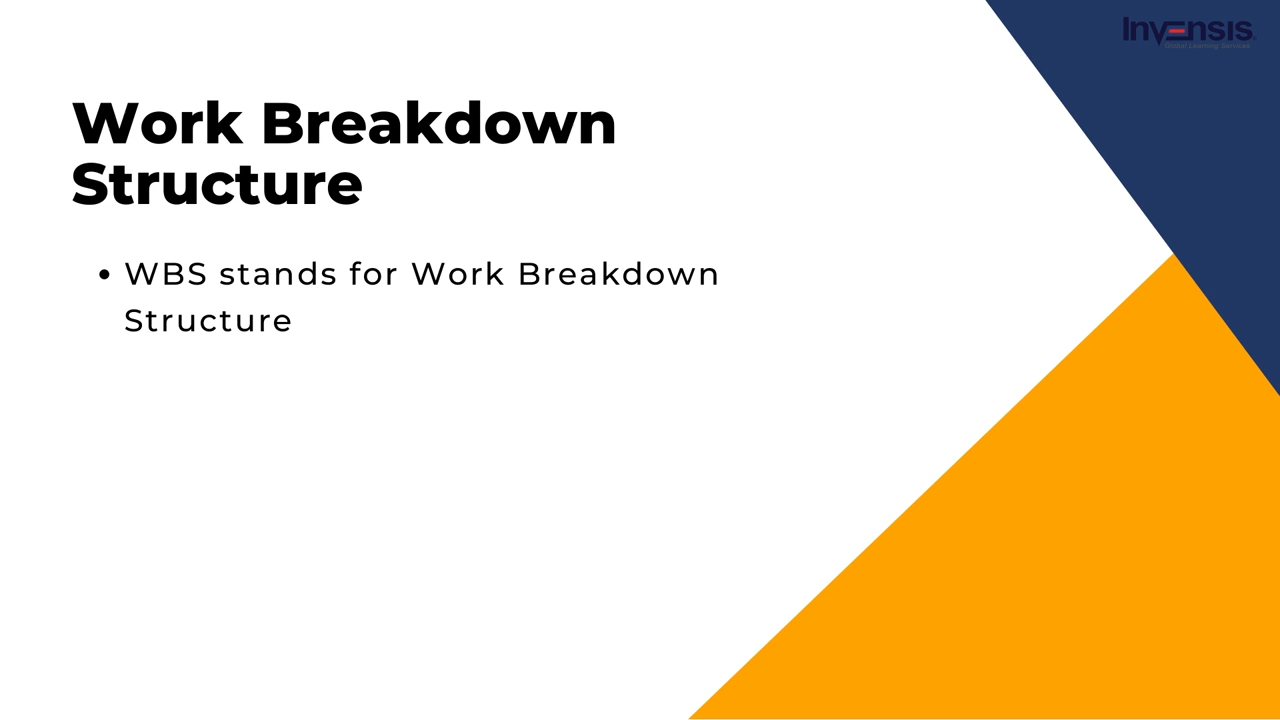 Invensis
Global Learning Services
Work Breakdown
Structure
• WBS stands for Work Breakdown
Structure